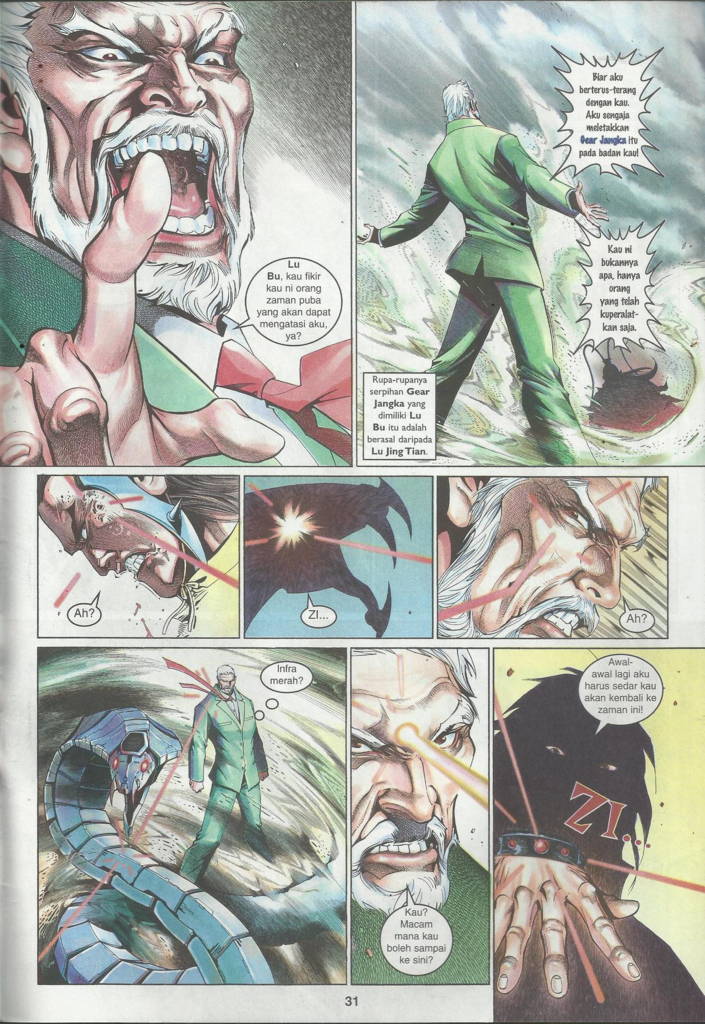 Lu
Bu, kau fikir
kau ni orang
zaman puba
yang akan dapat
mengatasi aku,
ya?
Biar aku
berterus-terang
dengan kau.
Aku sengaja
meletakkan
Gear Jangka itu
pada badan kau!
Kau ni
bukannya
apa, hanya
orang
yang telah
kuperalat-
kan saja.
Rupa-rupanya
serpihan Gear
Jangka yang
dimiliki Lu
Bu itu adalah
berasal daripada
Lu Jing Tian.
Ah?
ZI...
Ah?
Infra
merah?
Kau?
Macam
mana kau
boleh sampai
ke sini?
Awal-
awal lagi aku
harus sedar kau
akan kembali ke
zaman ini!
ZI...
31